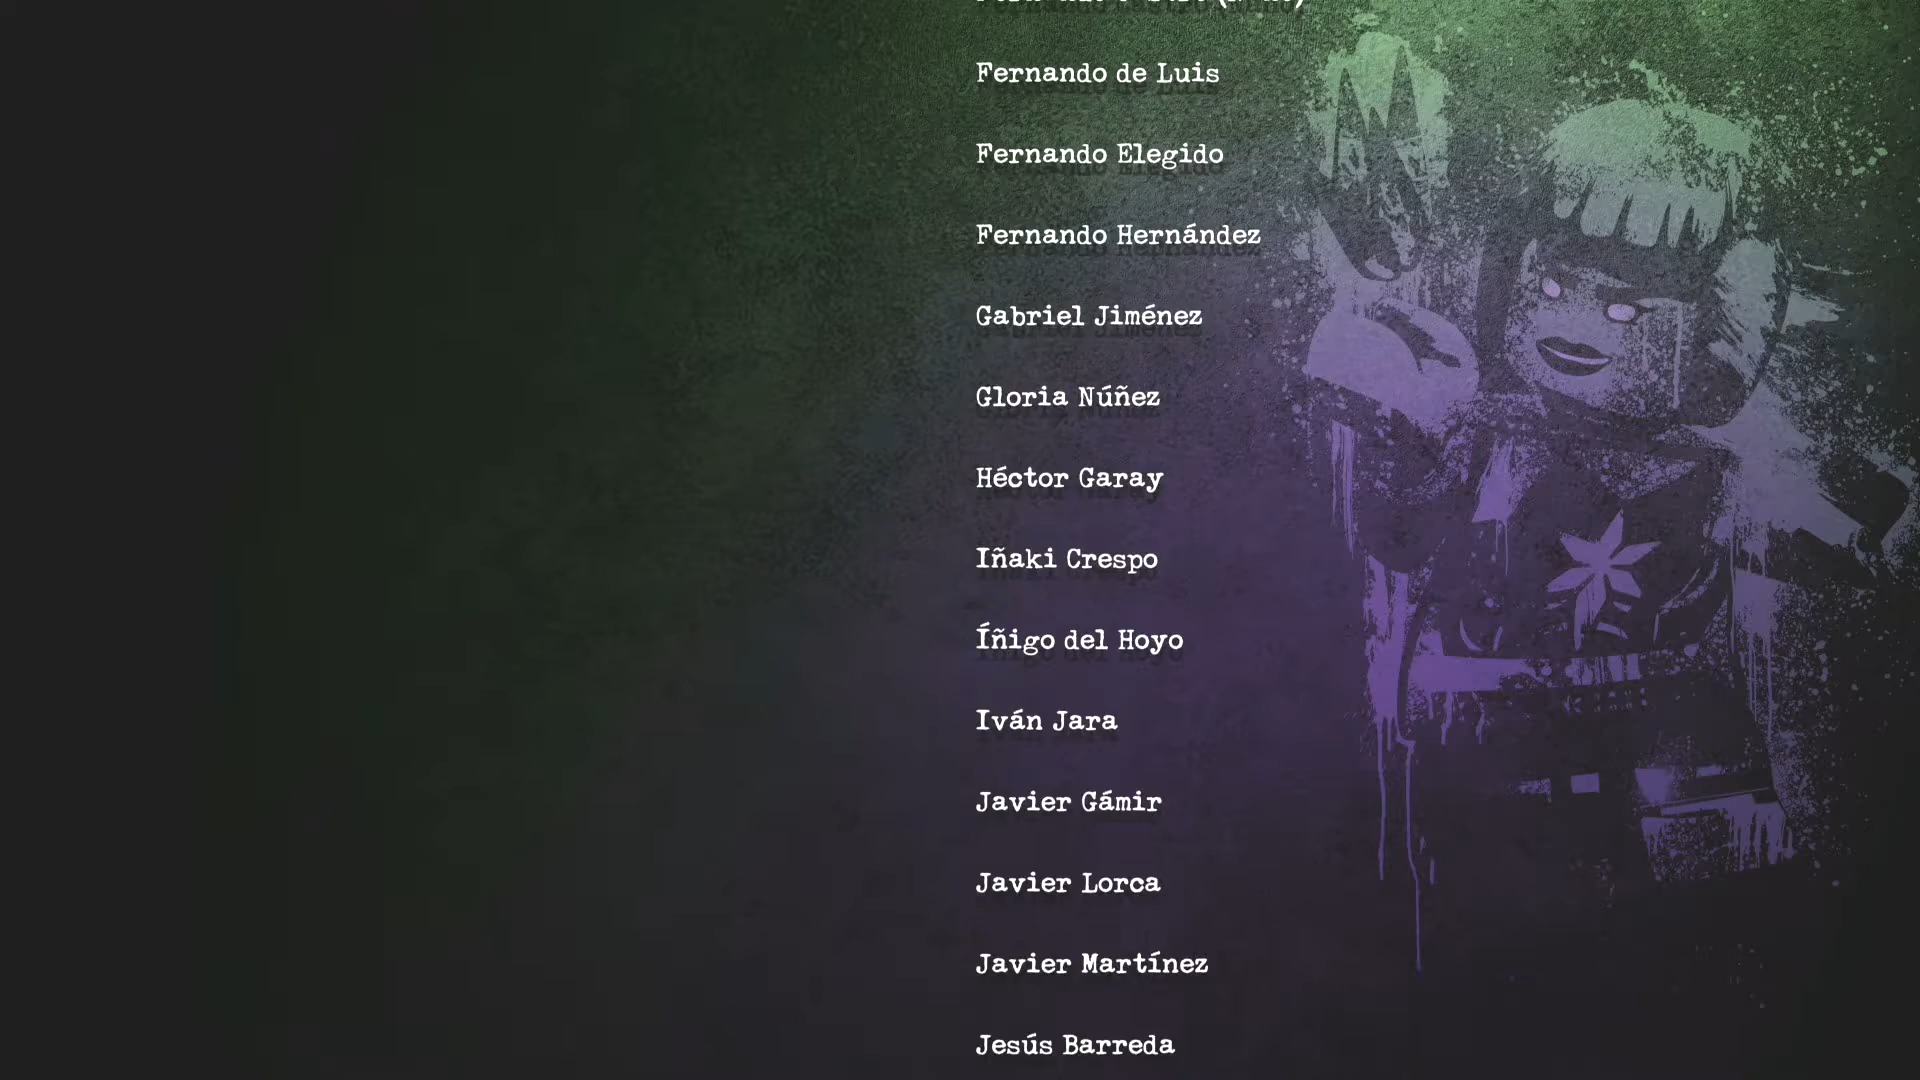 Fernando de Luis
Fernando Elegido
Fernando Hernández
Gabriel Jiménez
Gloria Núñez
Héctor Garay
Iñaki Crespo
Íñigo del Hoyo
Iván Jara
Javier Gámir
Javier Lorca
Javier Martínez
Jesús Barreda